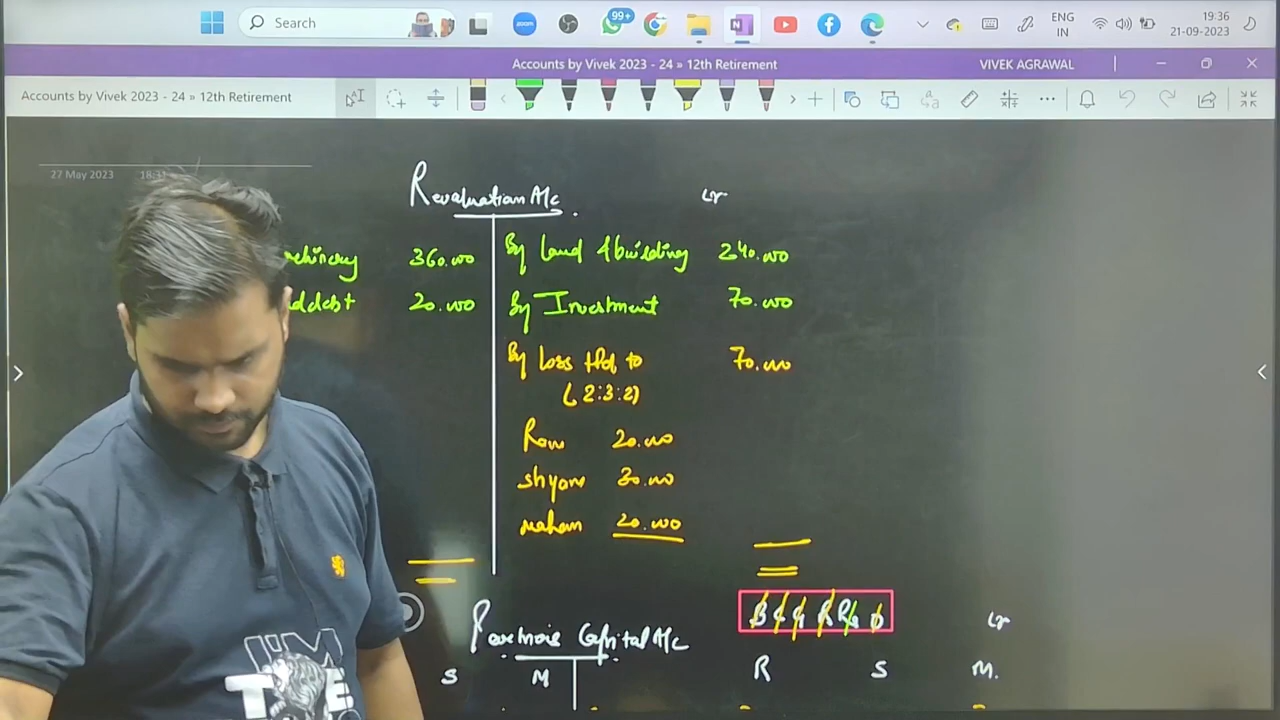 Search
99+
zoom
ENG
IN
19:36
21-09-2023
Accounts by Vivek 2023 - 24 » 12th Retirement
VIVEK AGRAWAL
Accounts by Vivek 2023 - 24 » 12th Retirement
27 May 2023
Revaluation A/c cr
chinery 360.000 By Land & building 240.000
ddebt 20.000 By Investment 70.000
By Loss tfd to 70.000
(2:3:2)
Ram 20.000
Shyam 30.000
Mohan 20.000
Partners Capital A/c cr
S M R S M.
I'M